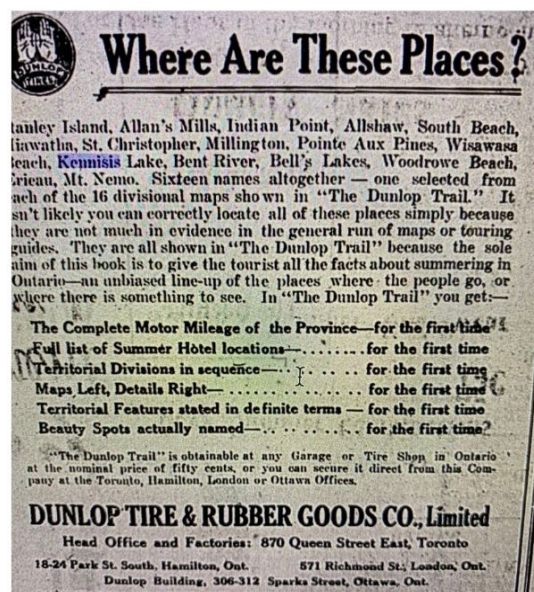 DUNLOP
TIRES
Where Are These Places?
tanley Island, Allan's Mills, Indian Point, Allshaw, South Beach,
iawatha, St. Christopher, Millington, Pointe Aux Pines, Wisawasa
each, Kennisis Lake, Bent River, Bell's Lakes, Woodrowe Beach,
rieau, Mt. Nemo. Sixteen names altogether — one selected from
ach of the 16 divisional maps shown in "The Dunlop Trail." It
sn't likely you can correctly locate all of these places simply because
they are not much in evidence in the general run of maps or touring
guides. They are all shown in "The Dunlop Trail" because the sole
aim of this book is to give the tourist all the facts about summering in
Ontario—an unbiased line-up of the places where the people go, or
where there is something to see. In "The Dunlop Trail" you get:—
The Complete Motor Mileage of the Province—for the first time
Full list of Summer Hotel locations—........for the first time
Territorial Divisions in sequence—.......... for the first time
Maps Left, Details Right—.................. for the first time
Territorial Features stated in definite terms — for the first time
Beauty Spots actually named—............... for the first time
"The Dunlop Trail" is obtainable at any Garage or Tire Shop in Ontario
at the nominal price of fifty cents, or you can secure it direct from this Com-
pany at the Toronto, Hamilton, London or Ottawa Offices.
DUNLOP TIRE & RUBBER GOODS CO., Limited
Head Office and Factories: 870 Queen Street East, Toronto
18-24 Park St. South, Hamilton, Ont. 571 Richmond St., London, Ont.
Dunlop Building, 306-312 Sparks Street, Ottawa, Ont.